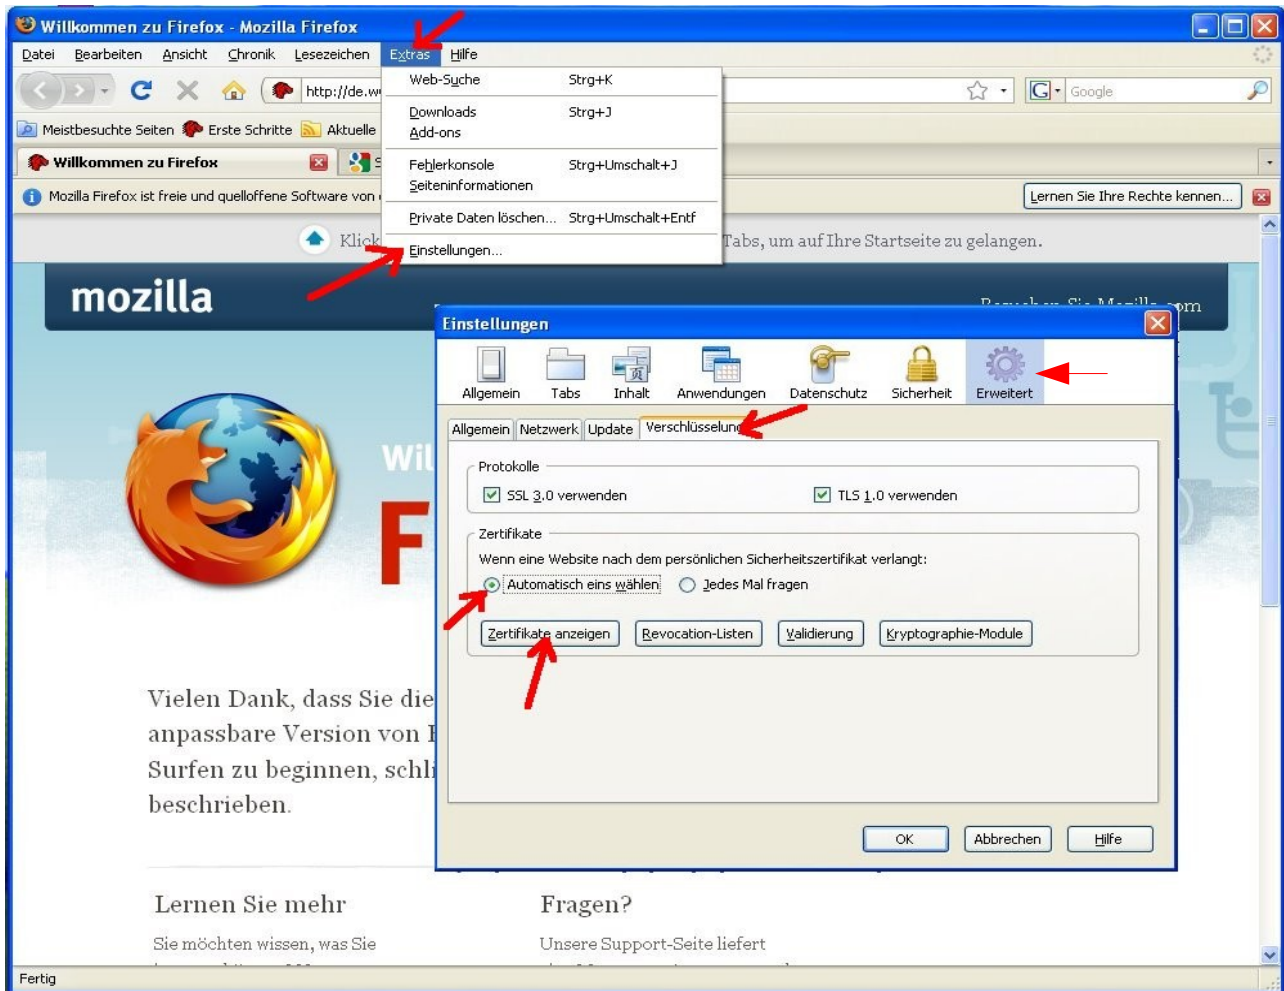 Willkommen zu Firefox - Mozilla Firefox
Datei Bearbeiten Ansicht Chronik Lesezeichen Extras Hilfe
http://de.w
G Google
Meistbesuchte Seiten Erste Schritte Aktuelle
Willkommen zu Firefox S
Mozilla Firefox ist freie und quelloffene Software von
Lernen Sie Ihre Rechte kennen...
Web-Suche Strg+K
Downloads Strg+J
Add-ons
Fehlerkonsole Strg+Umschalt+J
Seiteninformationen
Private Daten löschen... Strg+Umschalt+Entf
Einstellungen...
Klick Tabs, um auf Ihre Startseite zu gelangen.
mozilla
Einstellungen
Allgemein Tabs Inhalt Anwendungen Datenschutz Sicherheit Erweitert
Allgemein Netzwerk Update Verschlüsselung
Protokolle
SSL 3.0 verwenden TLS 1.0 verwenden
Zertifikate
Wenn eine Website nach dem persönlichen Sicherheitszertifikat verlangt:
Automatisch eins wählen Jedes Mal fragen
Zertifikate anzeigen Revocation-Listen Validierung Kryptographie-Module
OK Abbrechen Hilfe
Wil
F
Vielen Dank, dass Sie die
anpassbare Version von
Surfen zu beginnen, schli
beschrieben.
Lernen Sie mehr
Sie möchten wissen, was Sie
Fragen?
Unsere Support-Seite liefert
Fertig